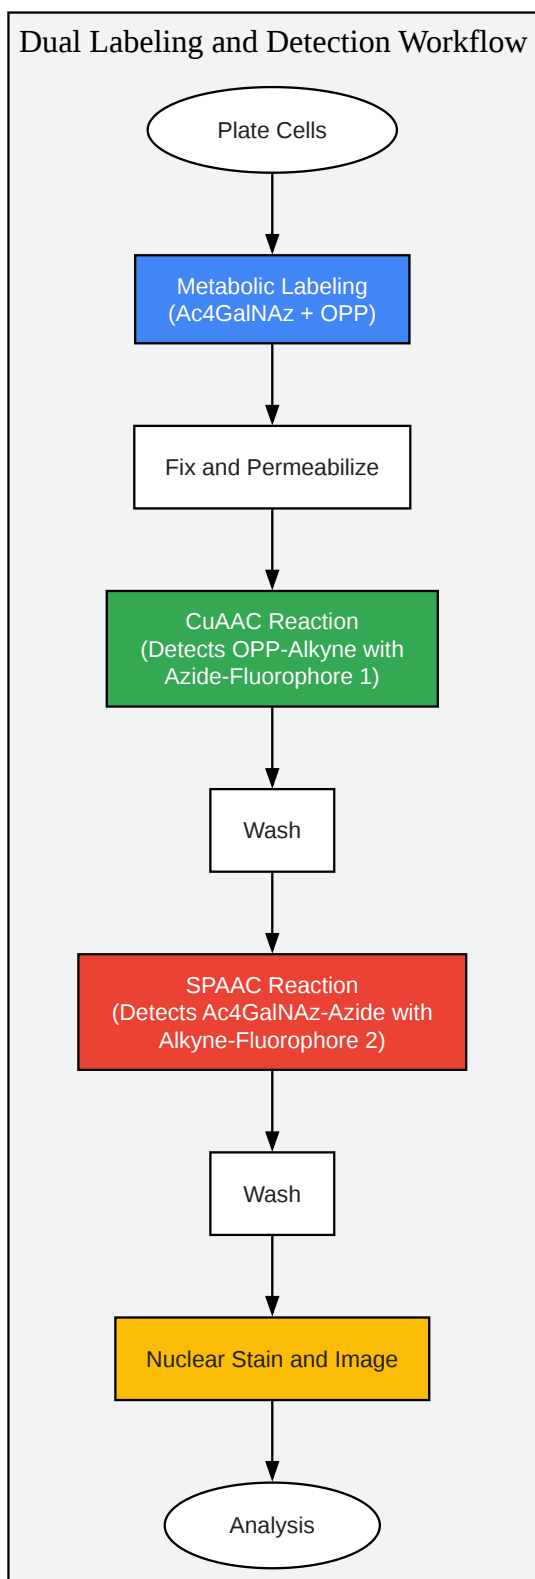 Dual Labeling and Detection Workflow
Plate Cells
Metabolic Labeling
(Ac4GalNAz + OPP)
Fix and Permeabilize
CuAAC Reaction
(Detects OPP-Alkyne with
Azide-Fluorophore 1)
Wash
SPAAC Reaction
(Detects Ac4GalNAz-Azide with
Alkyne-Fluorophore 2)
Wash
Nuclear Stain and Image
Analysis